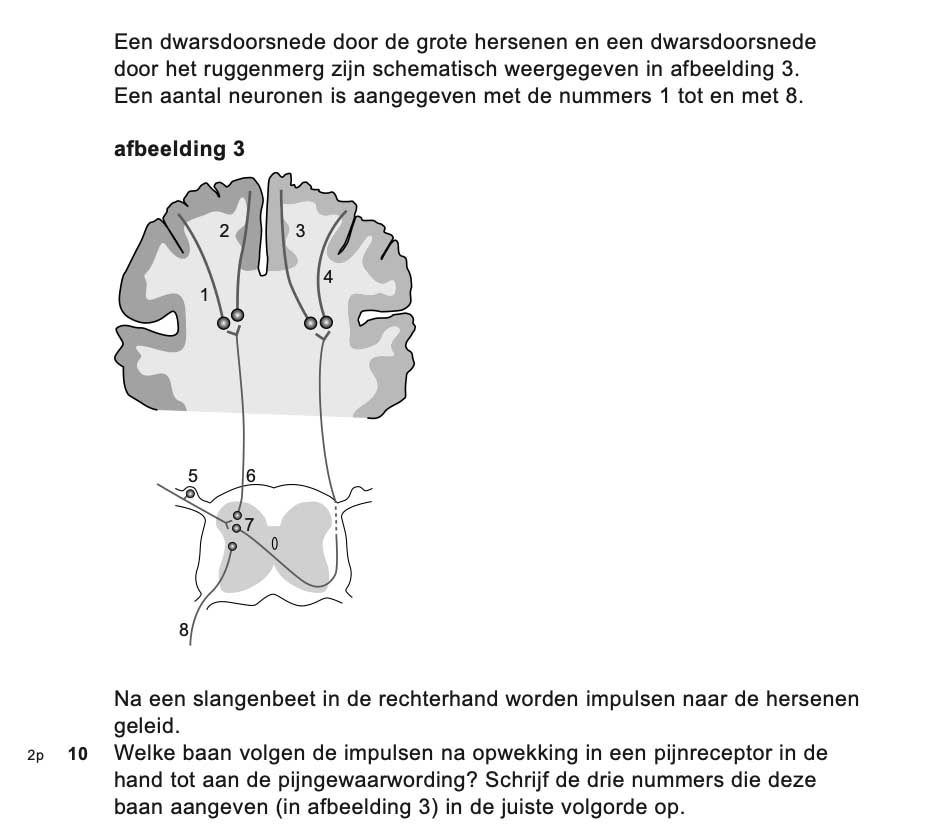 Een dwarsdoorsnede door de grote hersenen en een dwarsdoorsnede
door het ruggenmerg zijn schematisch weergegeven in afbeelding 3.
Een aantal neuronen is aangegeven met de nummers 1 tot en met 8.
afbeelding 3
2 3
4
1
5 6
7
8
Na een slangenbeet in de rechterhand worden impulsen naar de hersenen
geleid.
2p 10 Welke baan volgen de impulsen na opwekking in een pijnreceptor in de
hand tot aan de pijngewaarwording? Schrijf de drie nummers die deze
baan aangeven (in afbeelding 3) in de juiste volgorde op.